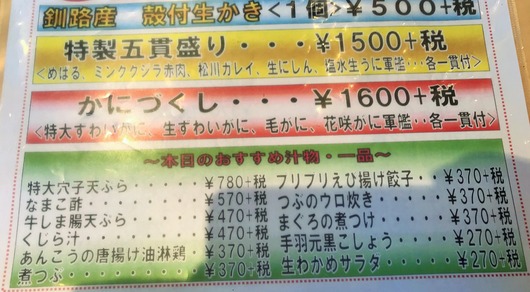 釧路産 殻付生かき<1個>¥500+税
特製五貫盛り・・・¥1500+税
<めばる、ミンククジラ赤肉、松川カレイ、生にしん、塩水生うに軍艦‥各一貫付>
かにづくし・・・¥1600+税
<特大ずわいがに、生ずわいがに、毛がに、花咲かに軍艦‥各一貫付>
〜本日のおすすめ汁物・一品〜
特大穴子天ぷら・・・・・¥780+税
なまこ酢・・・・・・・・¥570+税
牛しま腸天ぷら・・・・・¥470+税
くじら汁・・・・・・・・¥470+税
あんこうの唐揚げ油淋鶏・¥370+税
煮つぶ・・・・・・・・・¥370+税
フリフリえび揚げ餃子・・¥370+税
つぶのウロ炊き・・・・・¥370+税
まぐろの煮つけ・・・・・¥370+税
手羽元黒こしょう・・・・¥270+税
生わかめサラダ・・・・・¥270+税